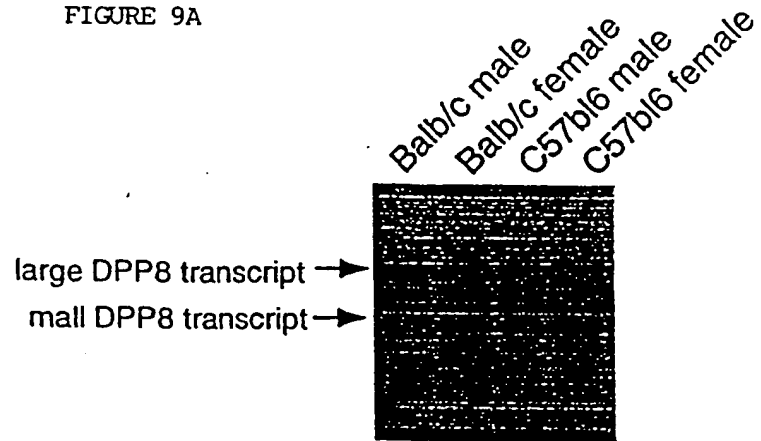 FIGURE 9A
Balb/c male
Balb/c female
C57bl6 male
C57bl6 female
large DPP8 transcript
mall DPP8 transcript